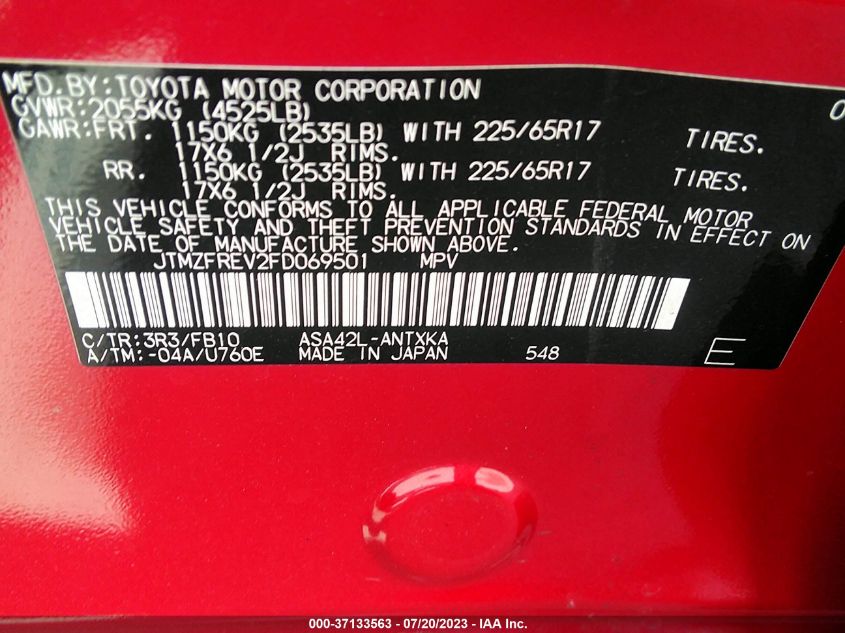 MFD.BY:TOYOTA MOTOR CORPORATION
GVWR:2055KG (4525LB)
GAWR:FRT. 1150KG (2535LB) WITH 225/65R17 TIRES.
17X6 1/2J RIMS.
RR. 1150KG (2535LB) WITH 225/65R17 TIRES.
17X6 1/2J RIMS.
THIS VEHICLE CONFORMS TO ALL APPLICABLE FEDERAL MOTOR
VEHICLE SAFETY AND THEFT PREVENTION STANDARDS IN EFFECT ON
THE DATE OF MANUFACTURE SHOWN ABOVE.
JTMZFREV2FD069501 MPV
C/TR:3R3/FB10 ASA42L-ANTXKA
A/TM:-04A/U760E MADE IN JAPAN 548 E
000-37133563 - 07/20/2023 - IAA Inc.